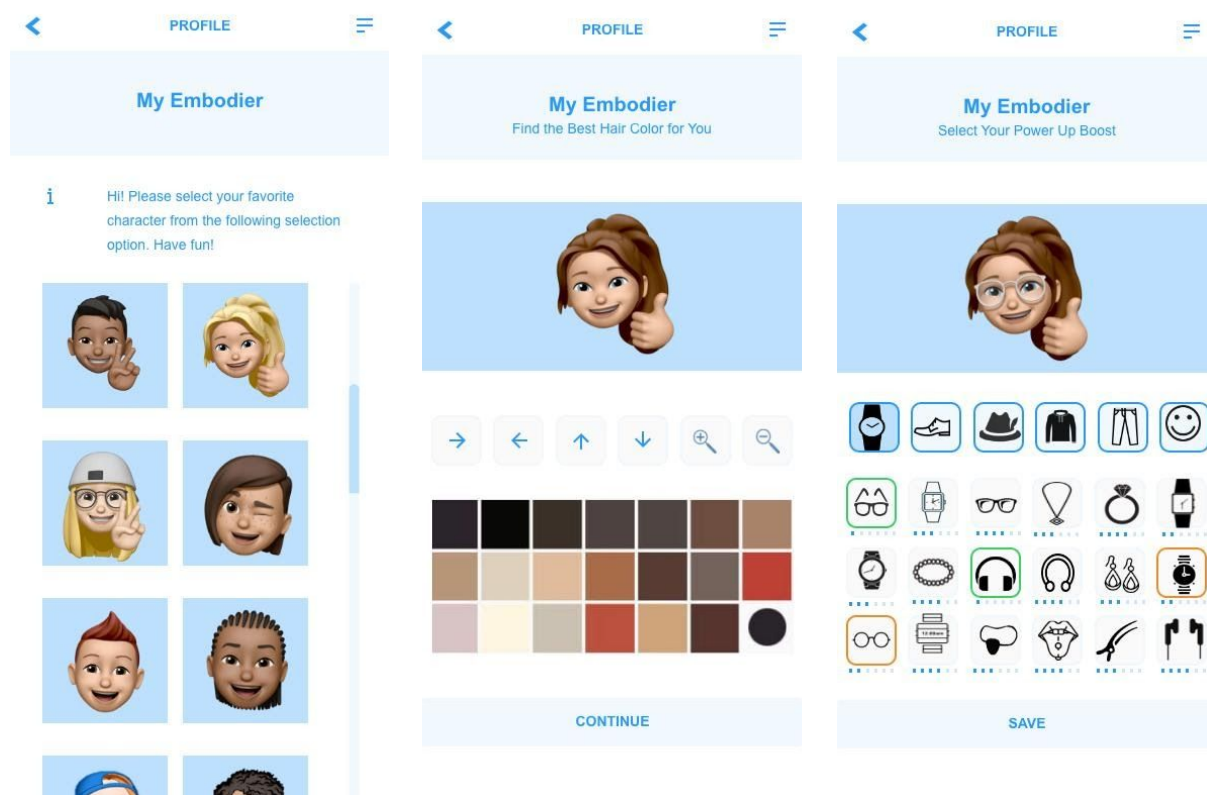 PROFILE
My Embodier
i
Hi! Please select your favorite
character from the following selection
option. Have fun!
PROFILE
My Embodier
Find the Best Hair Color for You
CONTINUE
PROFILE
My Embodier
Select Your Power Up Boost
SAVE